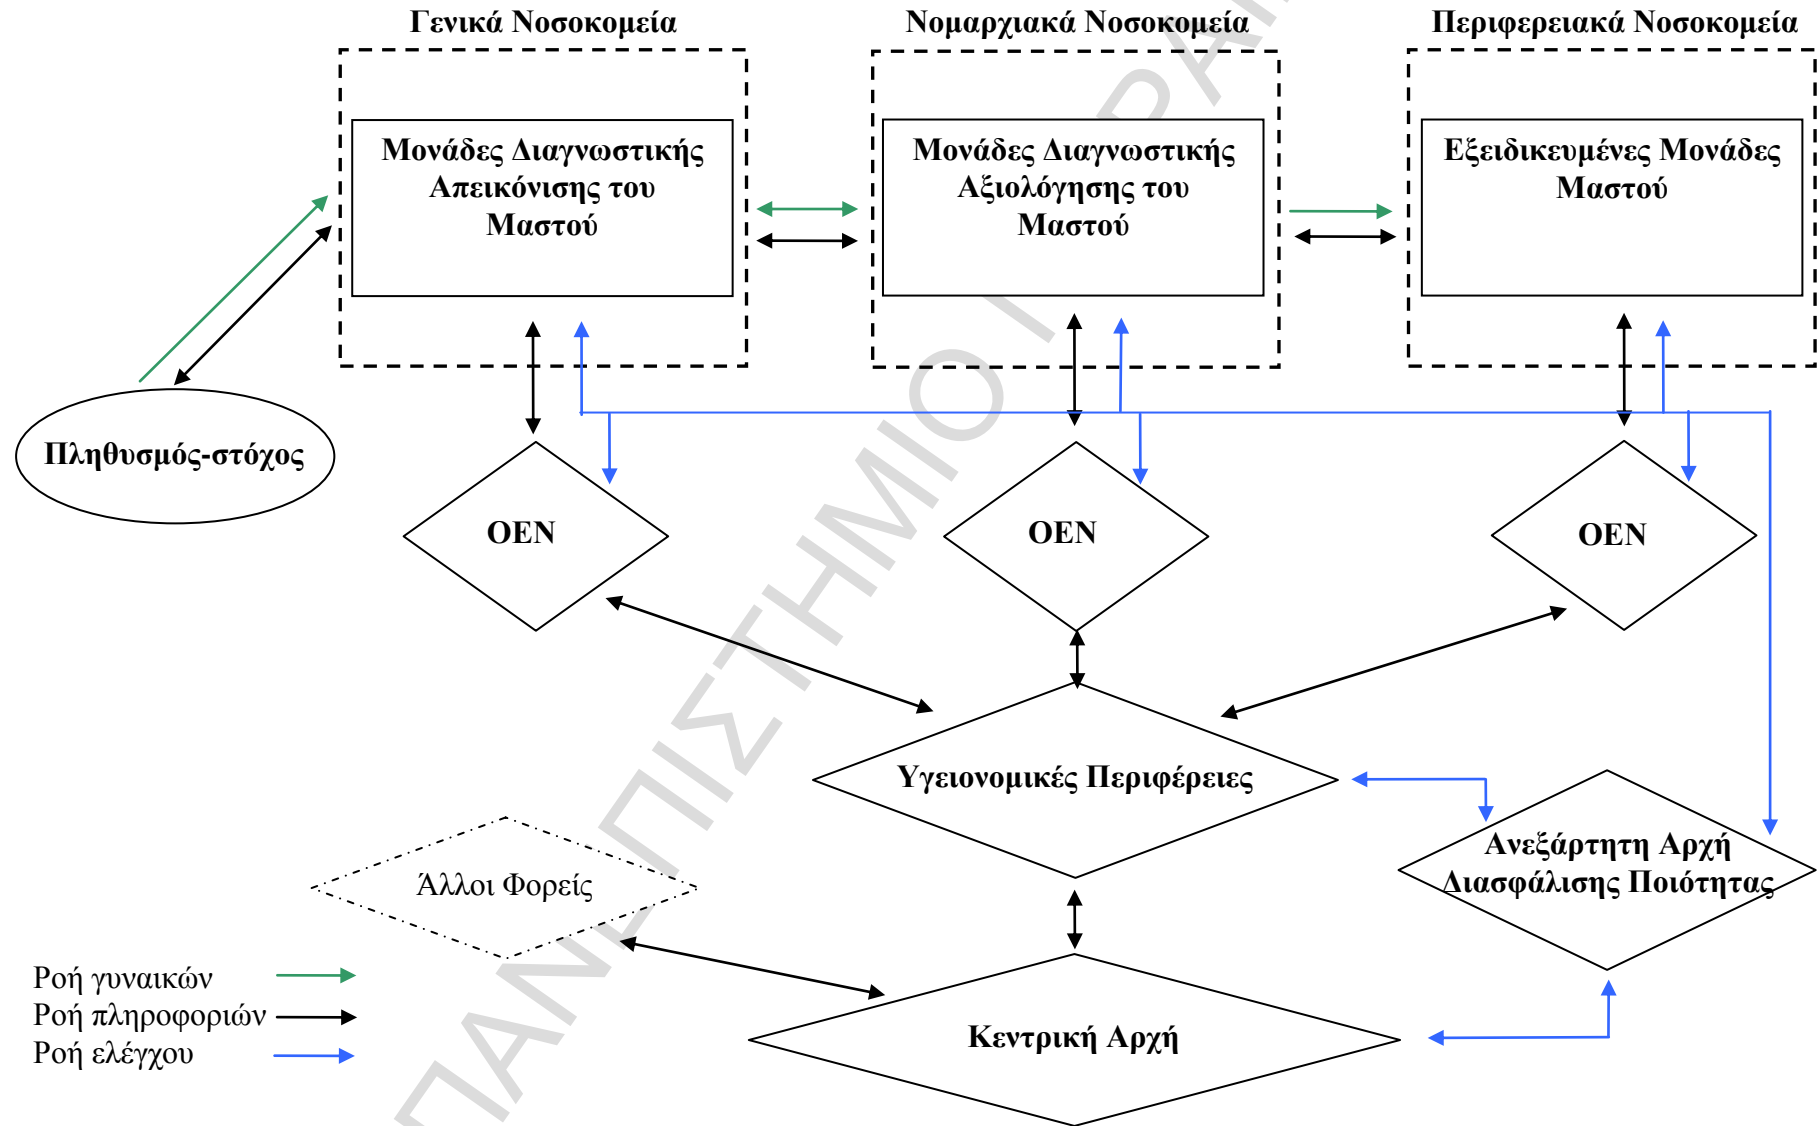 Γενικά Νοσοκομεία
Νομαρχιακά Νοσοκομεία
Περιφερειακά Νοσοκομεία
Μονάδες Διαγνωστικής
Απεικόνισης του
Μαστού
Μονάδες Διαγνωστικής
Αξιολόγησης του
Μαστού
Εξειδικευμένες Μονάδες
Μαστού
Πληθυσμός-στόχος
ΟΕΝ
ΟΕΝ
ΟΕΝ
Υγειονομικές Περιφέρειες
Ανεξάρτητη Αρχή
Διασφάλισης Ποιότητας
Άλλοι Φορείς
Κεντρική Αρχή
Ροή γυναικών
Ροή πληροφοριών
Ροή ελέγχου
ΠΑΝΕΠΙΣΤΗΜΙΟ